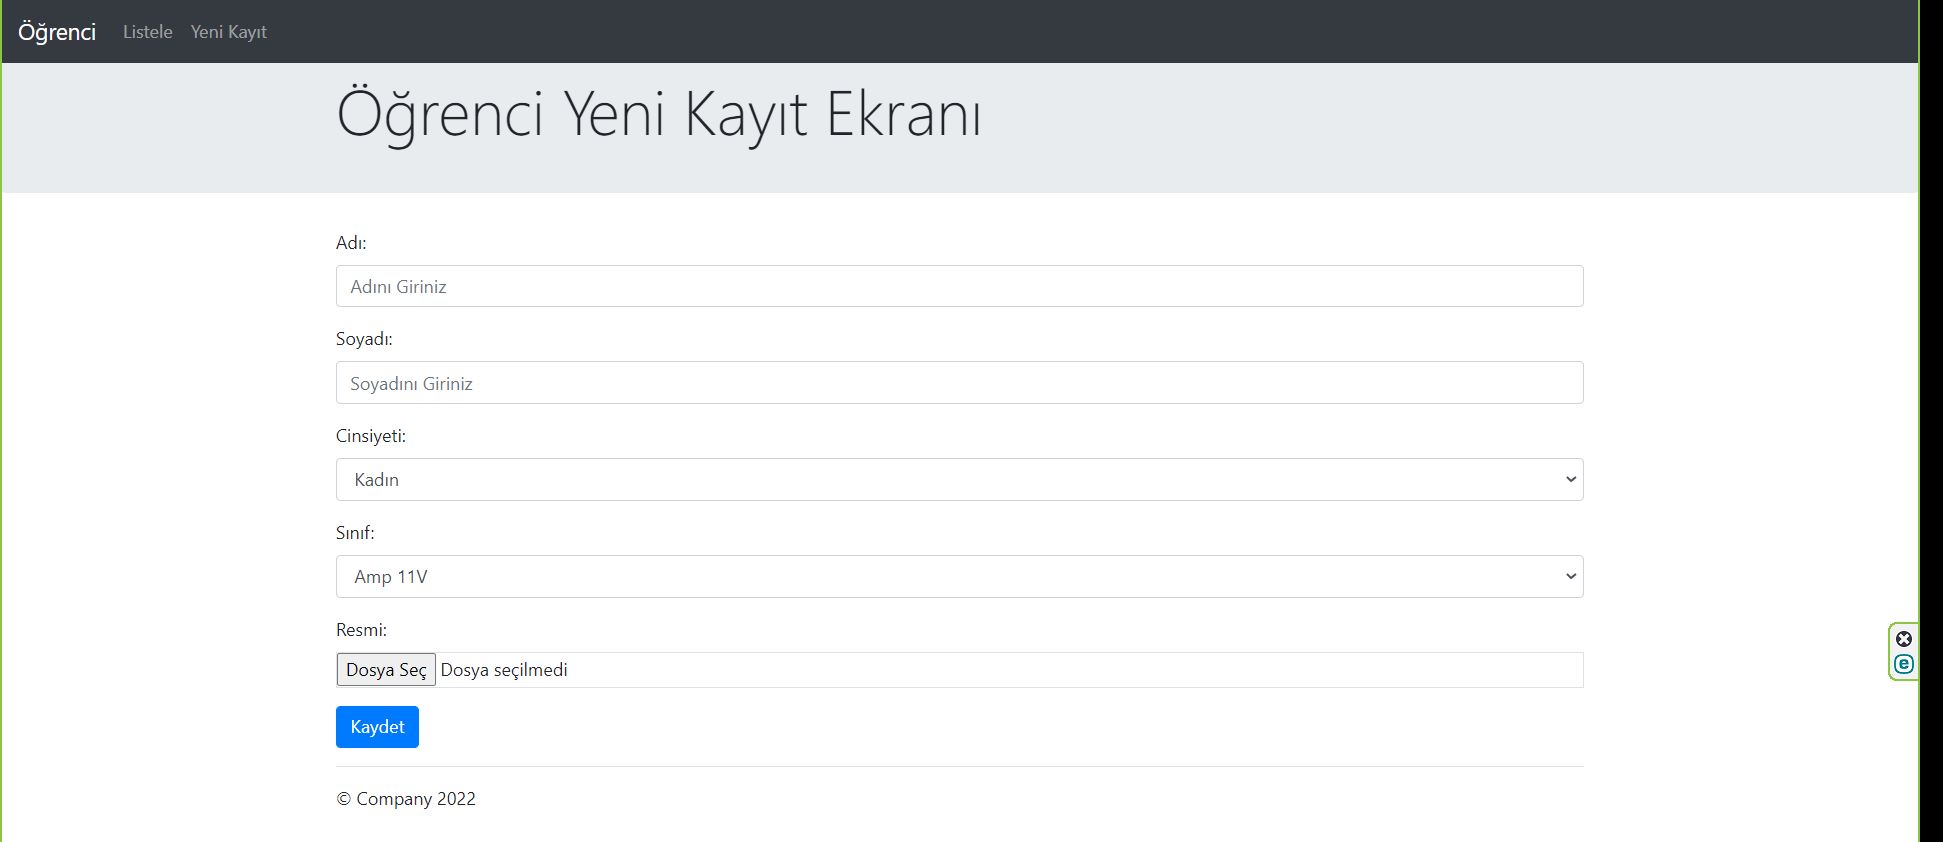 Öğrenci Listele Yeni Kayıt
Öğrenci Yeni Kayıt Ekranı
Adı:
Adını Giriniz
Soyadı:
Soyadını Giriniz
Cinsiyeti:
Kadın
Sınıf:
Amp 11V
Resmi:
Dosya Seç Dosya seçilmedi
Kaydet
© Company 2022
e